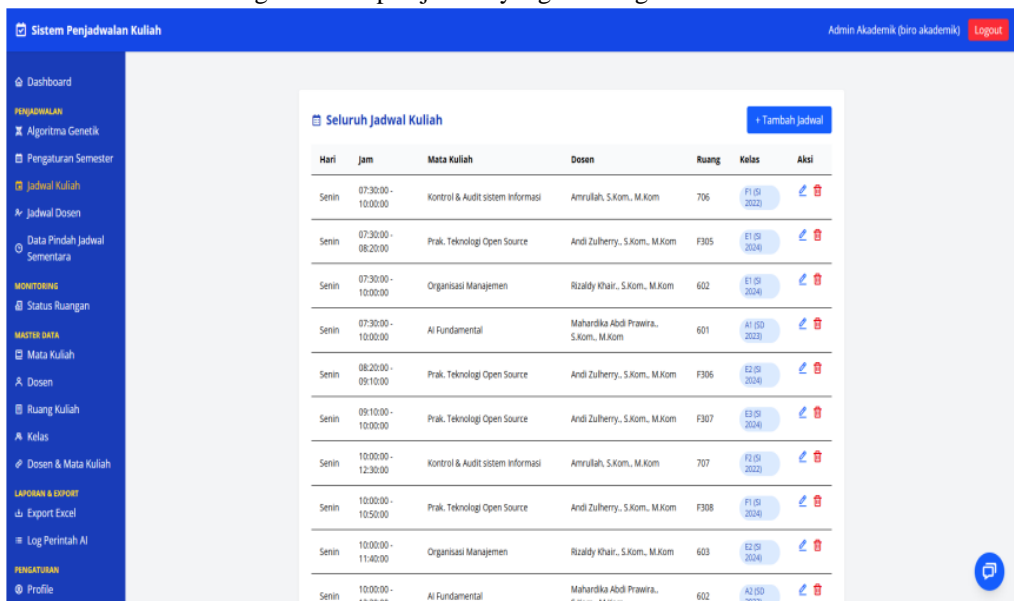 Sistem Penjadwalan Kuliah
Admin Akademik (biro akademik) Logout
Dashboard
PENJADWALAN
Algoritma Genetik
Pengaturan Semester
Jadwal Kuliah
Jadwal Dosen
Data Pindah Jadwal
Sementara
MONITORING
Status Ruangan
MASTER DATA
Mata Kuliah
Dosen
Ruang Kuliah
Kelas
Dosen & Mata Kuliah
LAPORAN & EXPORT
Export Excel
Log Perintah AI
PENGATURAN
Profile
Seluruh Jadwal Kuliah
+ Tambah Jadwal
Hari Jam Mata Kuliah Dosen Ruang Kelas Aksi
Senin 07:30:00 - 10:00:00 Kontrol & Audit sistem Informasi Amrullah, S.Kom., M.Kom 706 F1 (SI 2022)
Senin 07:30:00 - 08:20:00 Prak. Teknologi Open Source Andi Zulherry., S.Kom., M.Kom F305 E1 (SI 2024)
Senin 07:30:00 - 10:00:00 Organisasi Manajemen Rizaldy Khair., S.Kom., M.Kom 602 E1 (SI 2024)
Senin 07:30:00 - 10:00:00 AI Fundamental Mahardika Abdi Prawira., S.Kom., M.Kom 601 A1 (SD 2023)
Senin 08:20:00 - 09:10:00 Prak. Teknologi Open Source Andi Zulherry., S.Kom., M.Kom F306 E2 (SI 2024)
Senin 09:10:00 - 10:00:00 Prak. Teknologi Open Source Andi Zulherry., S.Kom., M.Kom F307 E3 (SI 2024)
Senin 10:00:00 - 12:30:00 Kontrol & Audit sistem Informasi Amrullah, S.Kom., M.Kom 707 F2 (SI 2022)
Senin 10:00:00 - 10:50:00 Prak. Teknologi Open Source Andi Zulherry., S.Kom., M.Kom F308 F1 (SI 2024)
Senin 10:00:00 - 11:40:00 Organisasi Manajemen Rizaldy Khair., S.Kom., M.Kom 603 E2 (SI 2024)
Senin 10:00:00 - AI Fundamental Mahardika Abdi Prawira., 602 A2 (SD